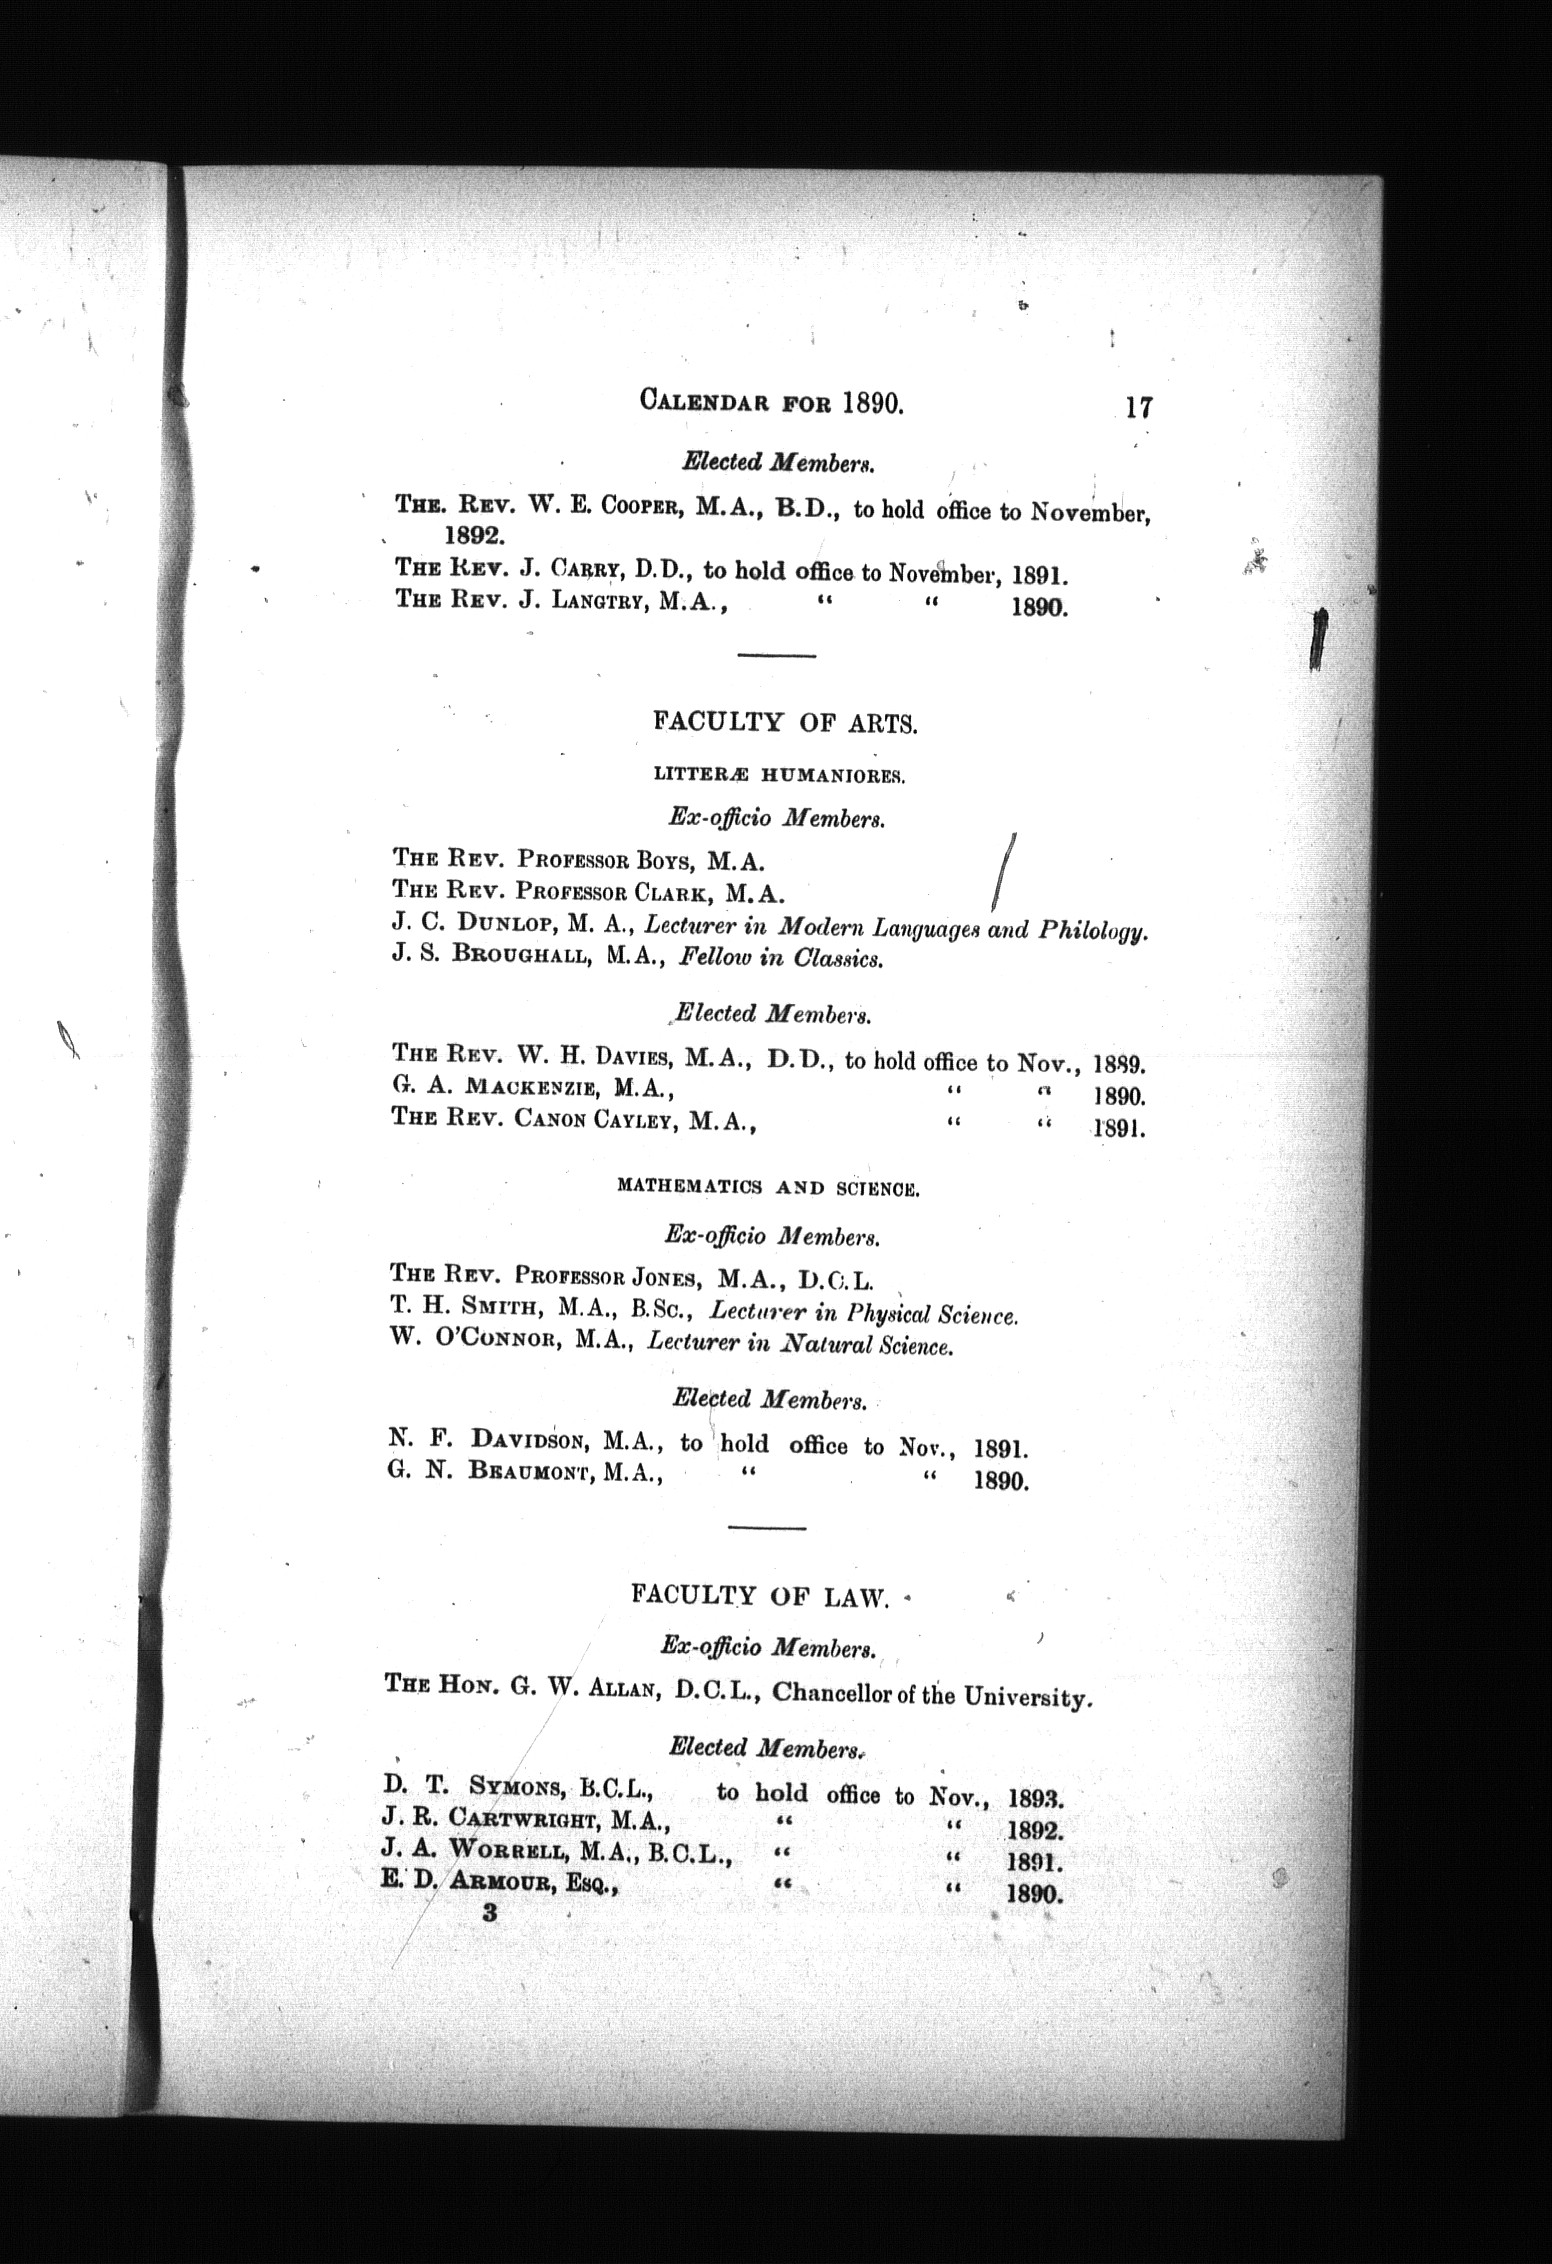 CALENDAR FOR 1890. 17
Elected Members.
THE. REV. W. E. COOPER, M.A., B.D., to hold office to November,
1892.
THE REV. J. CARRY, D.D., to hold office to November, 1891.
THE REV. J. LANGTRY, M.A., “ “ 1890.
FACULTY OF ARTS.
LITTERÆ HUMANIORES.
Ex-officio Members.
THE REV. PROFESSOR BOYS, M.A.
THE REV. PROFESSOR CLARK, M.A.
J. C. DUNLOP, M. A., Lecturer in Modern Languages and Philology.
J. S. BROUGHALL, M.A., Fellow in Classics.
Elected Members.
THE REV. W. H. DAVIES, M.A., D.D., to hold office to Nov., 1889.
G. A. MACKENZIE, M.A., “ “ 1890.
THE REV. CANON CAYLEY, M.A., “ “ 1891.
MATHEMATICS AND SCIENCE.
Ex-officio Members.
THE REV. PROFESSOR JONES, M.A., D.C.L.
T. H. SMITH, M.A., B.SC., Lecturer in Physical Science.
W. O'CONNOR, M.A., Lecturer in Natural Science.
Elected Members.
N. F. DAVIDSON, M.A., to hold office to Nov., 1891.
G. N. BEAUMONT, M.A., “ “ 1890.
FACULTY OF LAW.
Ex-officio Members.
THE HON. G. W. ALLAN, D.C.L., Chancellor of the University.
Elected Members.
D. T. SYMONS, B.C.L., to hold office to Nov., 1893.
J. R. CARTWRIGHT, M.A., “ “ 1892.
J. A. WORRELL, M.A., B.C.L., “ “ 1891.
E. D. ARMOUR, ESQ., “ “ 1890.
3